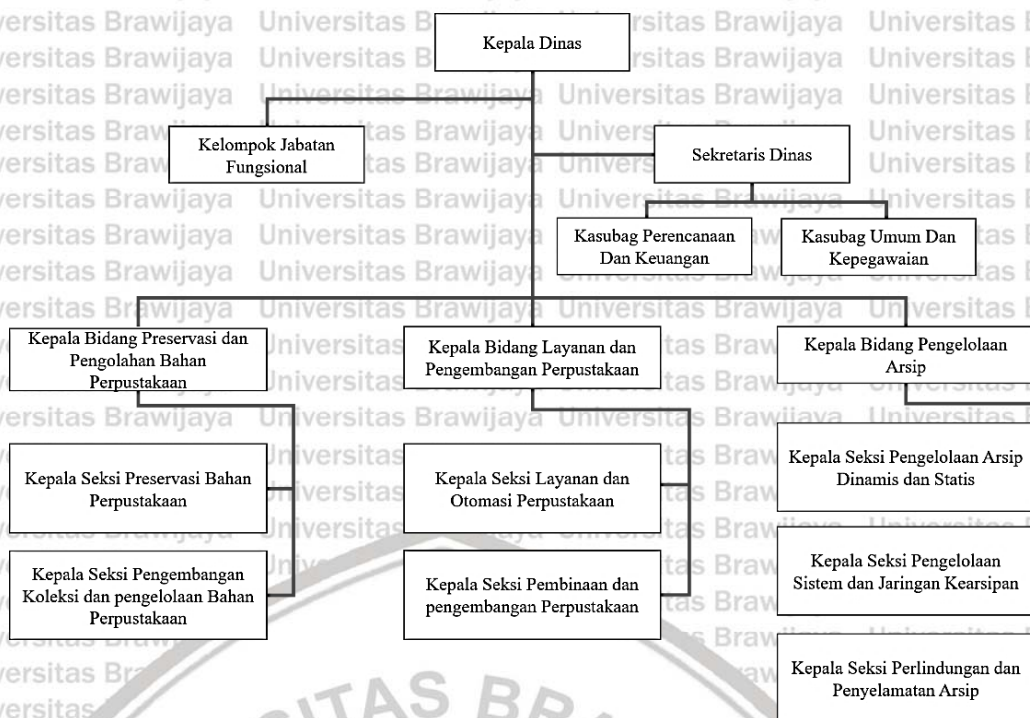 Kepala Dinas
Kelompok Jabatan
Fungsional
Sekretaris Dinas
Kasubag Perencanaan
Dan Keuangan
Kasubag Umum Dan
Kepegawaian
Kepala Bidang Preservasi dan
Pengolahan Bahan
Perpustakaan
Kepala Bidang Layanan dan
Pengembangan Perpustakaan
Kepala Bidang Pengelolaan
Arsip
Kepala Seksi Preservasi Bahan
Perpustakaan
Kepala Seksi Layanan dan
Otomasi Perpustakaan
Kepala Seksi Pengelolaan Arsip
Dinamis dan Statis
Kepala Seksi Pengembangan
Koleksi dan pengelolaan Bahan
Perpustakaan
Kepala Seksi Pembinaan dan
pengembangan Perpustakaan
Kepala Seksi Pengelolaan
Sistem dan Jaringan Kearsipan
Kepala Seksi Perlindungan dan
Penyelamatan Arsip
Universitas Brawijaya